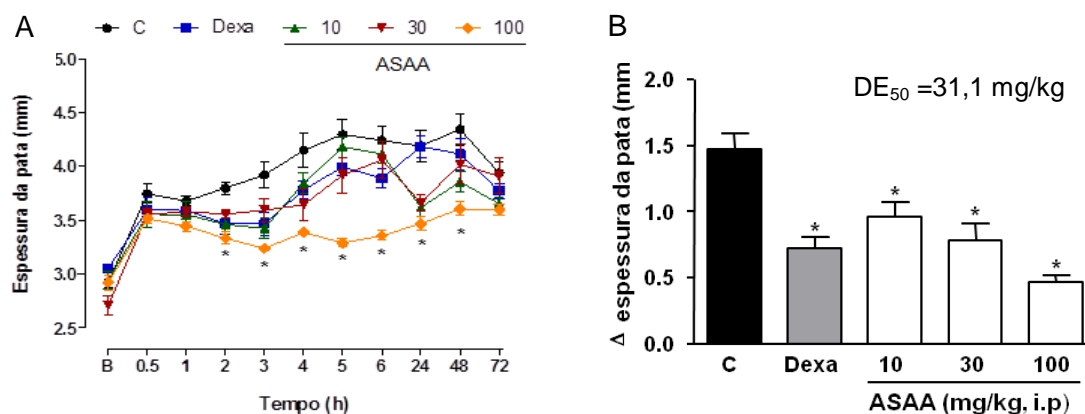 A
C Dexa 10 30 100
ASAA
Espessura da pata (mm)
5.0
4.5
4.0
3.5
3.0
2.5
* * * * * * *
B 0.5 1 2 3 4 5 6 24 48 72
Tempo (h)
B
DE50 =31,1 mg/kg
Δ espessura da pata (mm
2.0
1.5
1.0
0.5
0.0
* * * *
C Dexa 10 30 100
ASAA (mg/kg, i.p)